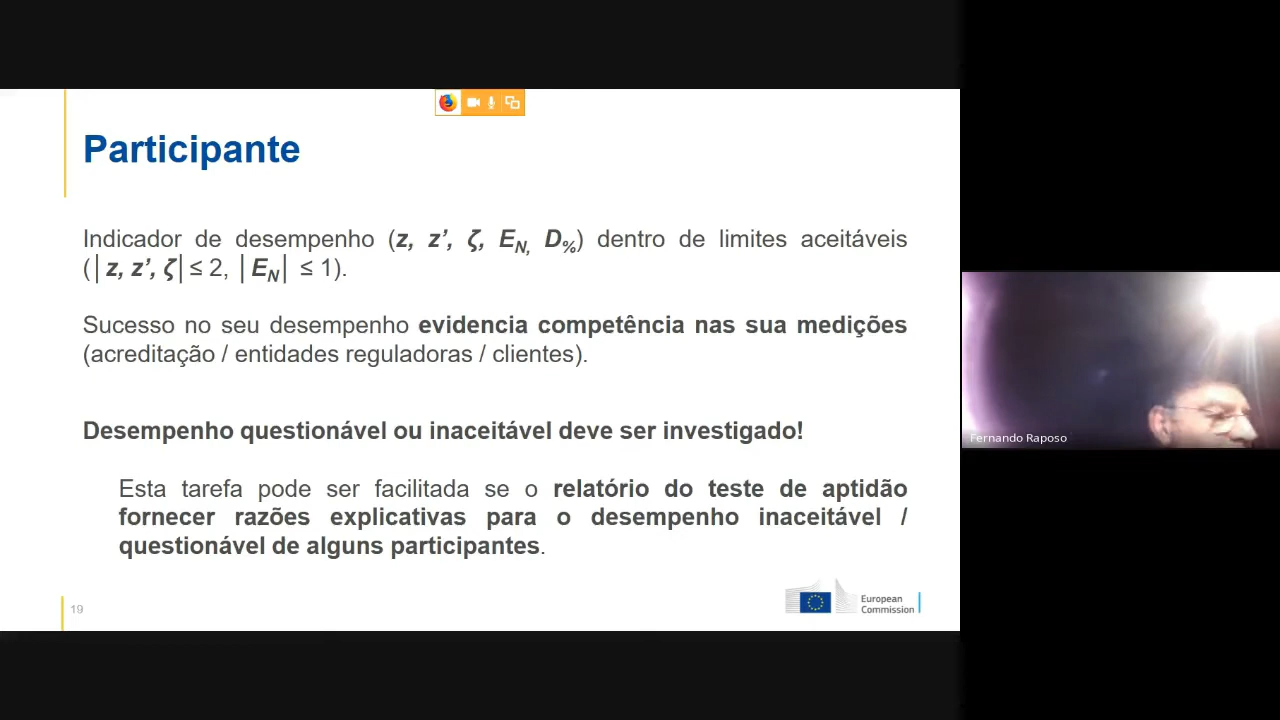 Participante
Indicador de desempenho (z, z’, ζ, EN, D%) dentro de limites aceitáveis
(│z, z’, ζ│≤ 2, │EN│ ≤ 1).
Sucesso no seu desempenho evidencia competência nas sua medições
(acreditação / entidades reguladoras / clientes).
Desempenho questionável ou inaceitável deve ser investigado!
Esta tarefa pode ser facilitada se o relatório do teste de aptidão
fornecer razões explicativas para o desempenho inaceitável /
questionável de alguns participantes.
19
European
Commission
Fernando Raposo